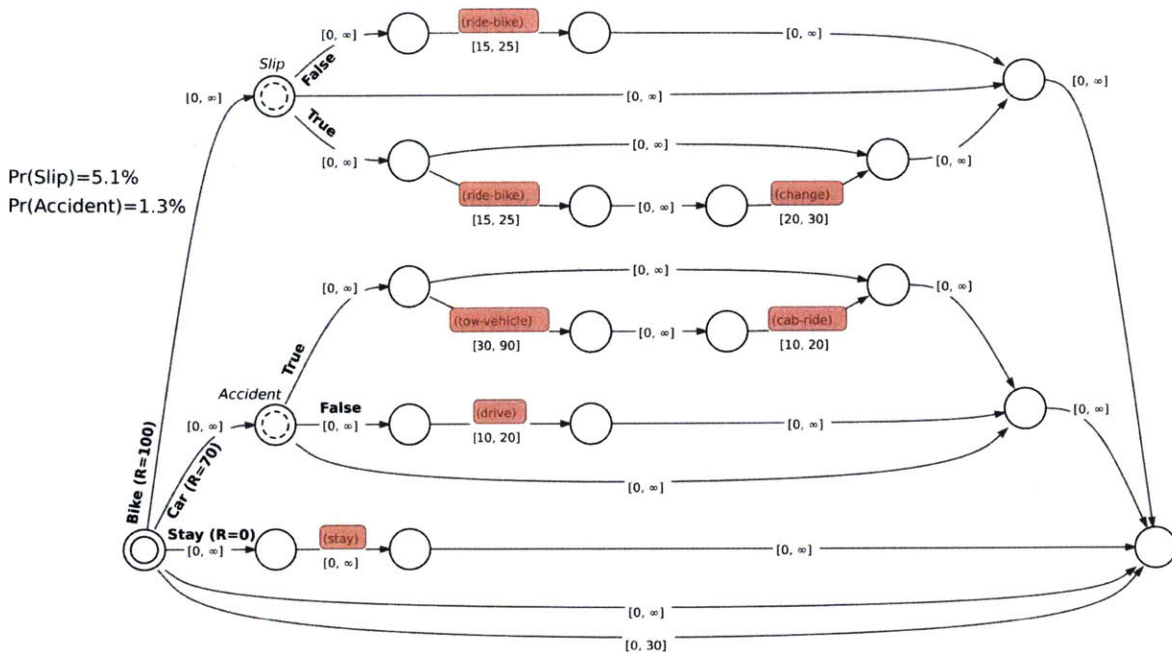 (ride-bike)
[0, ∞]
[0, ∞]
[15, 25]
Slip
False
[0, ∞]
[0, ∞]
[0, ∞]
True
[0, ∞]
[0, ∞]
[0, ∞]
Pr(Slip)=5.1%
(ride-bike)
(change)
Pr(Accident)=1.3%
[0, ∞]
[15, 25]
[20, 30]
[0, ∞]
[0, ∞]
[0, ∞]
(tow-vehicle)
(cab-ride)
[0, ∞]
[30, 90]
[10, 20]
True
Accident
False
(drive)
[0, ∞]
[0, ∞]
[0, ∞]
[0, ∞]
[10, 20]
[0, ∞]
Bike (R=100)
Car (R=70)
Stay (R=0)
(stay)
[0, ∞]
[0, ∞]
[0, ∞]
[0, ∞]
[0, 30]